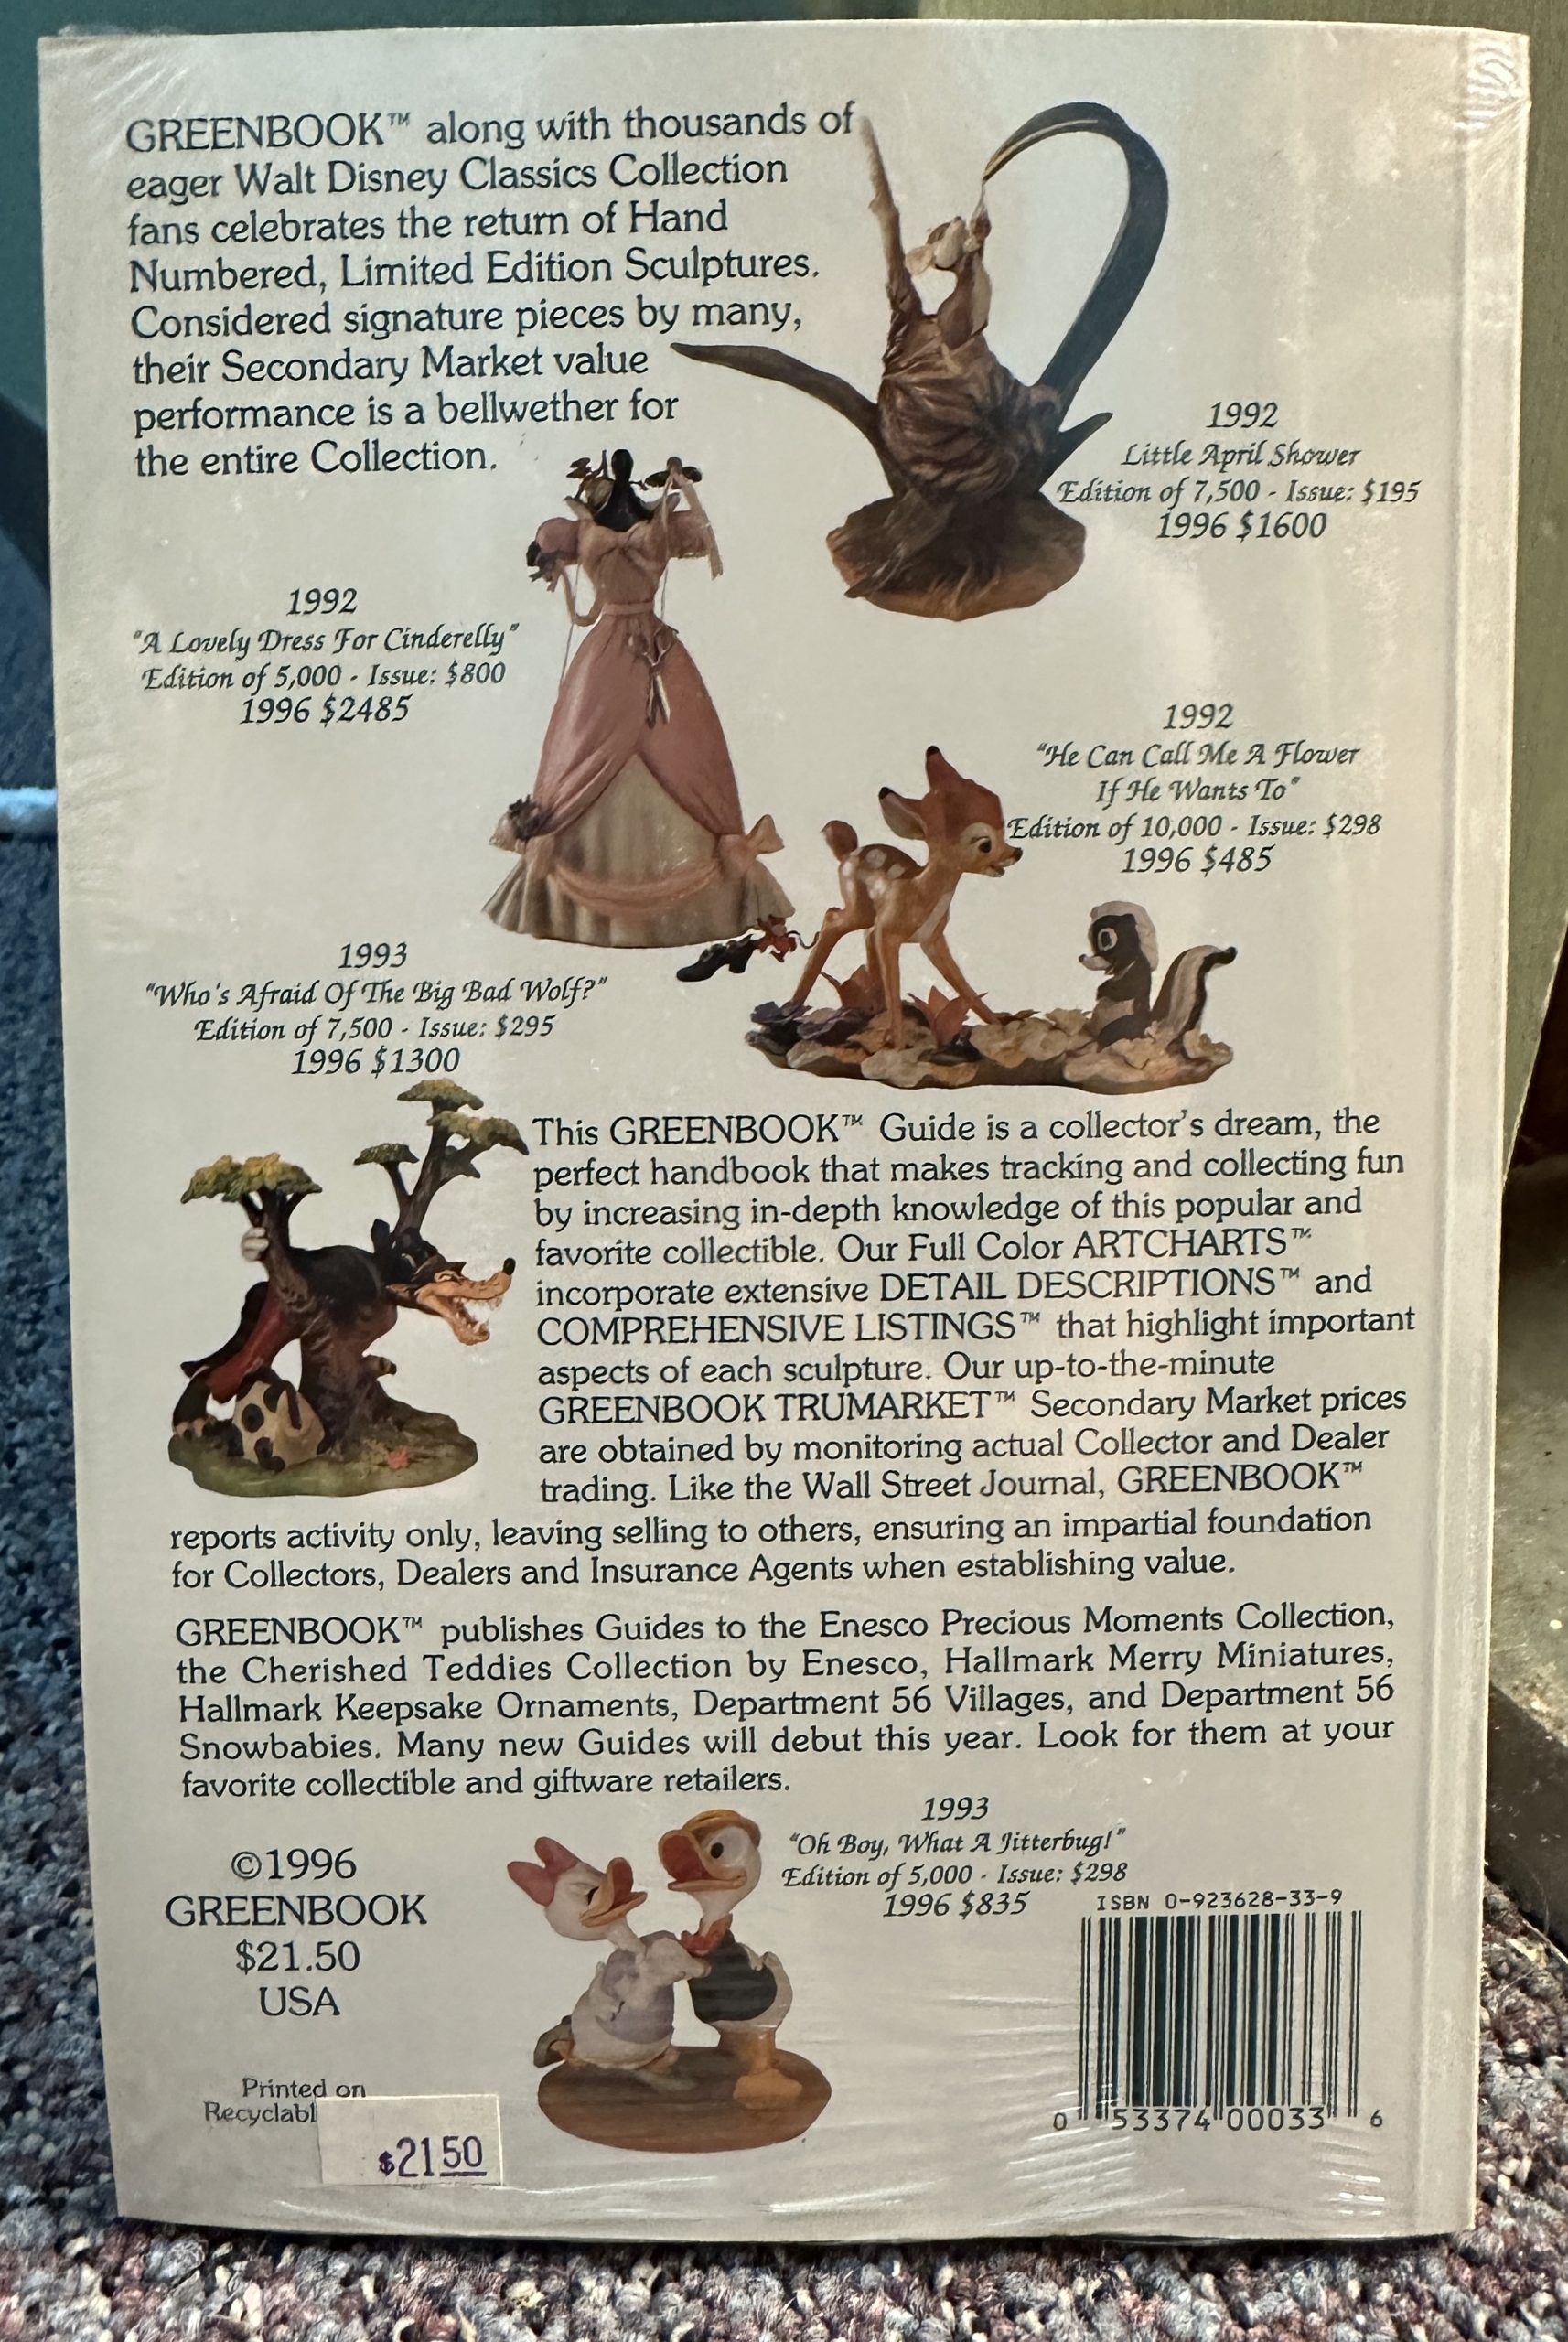 GREENBOOK™ along with thousands of
eager Walt Disney Classics Collection
fans celebrates the return of Hand
Numbered, Limited Edition Sculptures.
Considered signature pieces by many,
their Secondary Market value
performance is a bellwether for
the entire Collection.
1992
Little April Shower
Edition of 7,500 - Issue: $195
1996 $1600
1992
"A Lovely Dress For Cinderelly"
Edition of 5,000 - Issue: $800
1996 $2485
1992
"He Can Call Me A Flower
If He Wants To"
Edition of 10,000 - Issue: $298
1996 $485
1993
"Who's Afraid Of The Big Bad Wolf?"
Edition of 7,500 - Issue: $295
1996 $1300
This GREENBOOK™ Guide is a collector's dream, the
perfect handbook that makes tracking and collecting fun
by increasing in-depth knowledge of this popular and
favorite collectible. Our Full Color ARTCHARTS™
incorporate extensive DETAIL DESCRIPTIONS™ and
COMPREHENSIVE LISTINGS™ that highlight important
aspects of each sculpture. Our up-to-the-minute
GREENBOOK TRUMARKET™ Secondary Market prices
are obtained by monitoring actual Collector and Dealer
trading. Like the Wall Street Journal, GREENBOOK™
reports activity only, leaving selling to others, ensuring an impartial foundation
for Collectors, Dealers and Insurance Agents when establishing value.
GREENBOOK™ publishes Guides to the Enesco Precious Moments Collection,
the Cherished Teddies Collection by Enesco, Hallmark Merry Miniatures,
Hallmark Keepsake Ornaments, Department 56 Villages, and Department 56
Snowbabies. Many new Guides will debut this year. Look for them at your
favorite collectible and giftware retailers.
1993
"Oh Boy, What A Jitterbug!"
Edition of 5,000 - Issue: $298
1996 $835
©1996
GREENBOOK
$21.50
USA
Printed on
Recyclabl
$2150
ISBN 0-923628-33-9
0 53374 00033 6